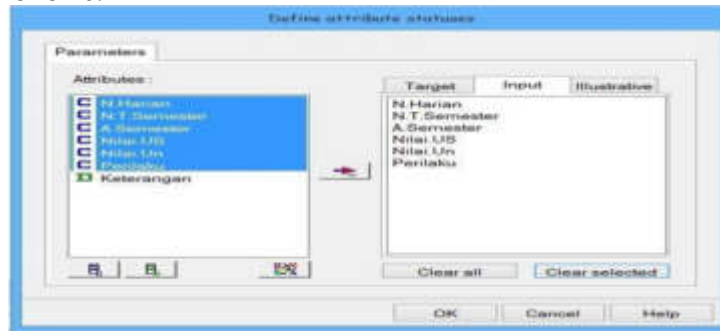 Define attribute statuses
Parameters
Attributes :
C N.Harian
C N.T.Semester
C A.Semester
C Nilai.US
C Nilai.Un
C Perilaku
D Keterangan
Target Input Illustrative
N.Harian
N.T.Semester
A.Semester
Nilai.US
Nilai.Un
Perilaku
Clear all Clear selected
OK Cancel Help